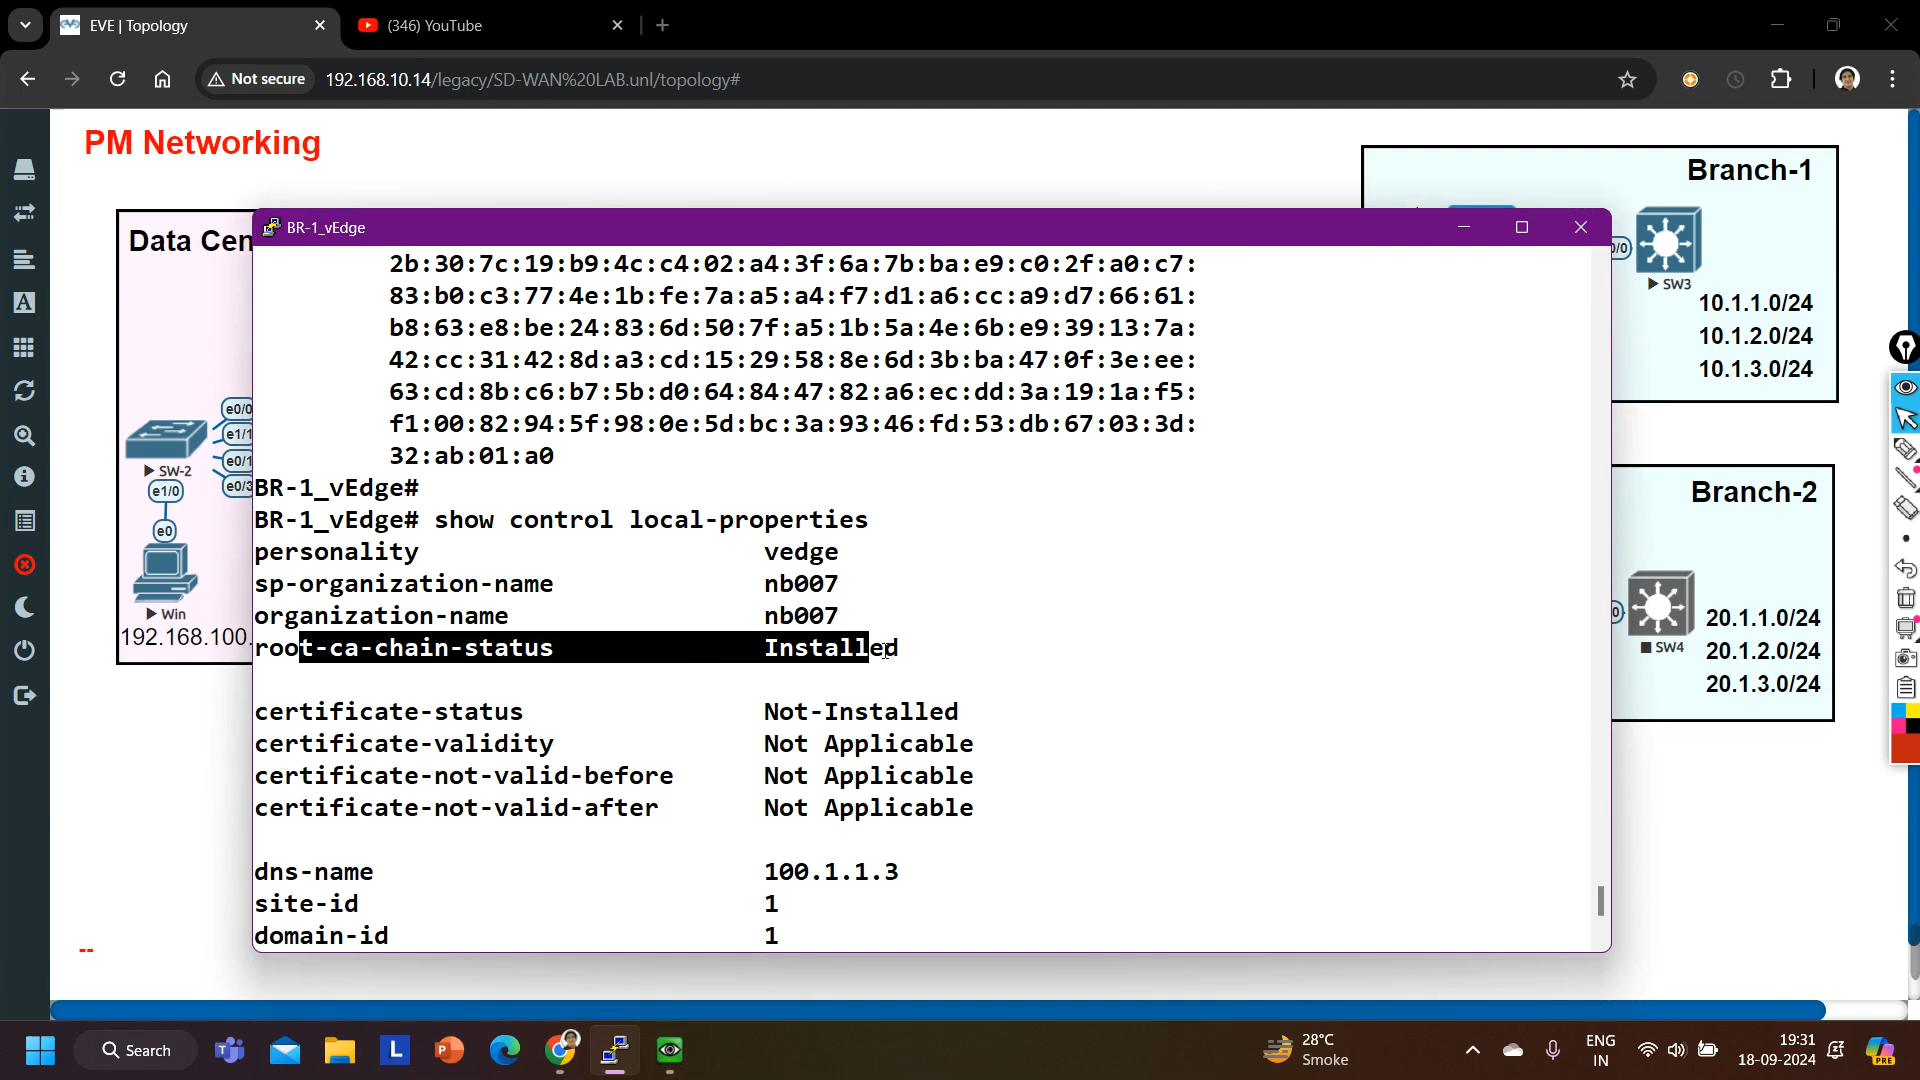 EVE | Topology
(346) YouTube
Not secure
192.168.10.14/legacy/SD-WAN%20LAB.unl/topology#
PM Networking
Branch-1
Data Cen
BR-1_vEdge
2b:30:7c:19:b9:4c:c4:02:a4:3f:6a:7b:ba:e9:c0:2f:a0:c7:
83:b0:c3:77:4e:1b:fe:7a:a5:a4:f7:d1:a6:cc:a9:d7:66:61:
b8:63:e8:be:24:83:6d:50:7f:a5:1b:5a:4e:6b:e9:39:13:7a:
42:cc:31:42:8d:a3:cd:15:29:58:8e:6d:3b:ba:47:0f:3e:ee:
63:cd:8b:c6:b7:5b:d0:64:84:47:82:a6:ec:dd:3a:19:1a:f5:
f1:00:82:94:5f:98:0e:5d:bc:3a:93:46:fd:53:db:67:03:3d:
32:ab:01:a0
BR-1_vEdge#
BR-1_vEdge# show control local-properties
personality vedge
sp-organization-name nb007
organization-name nb007
root-ca-chain-status Installed
certificate-status Not-Installed
certificate-validity Not Applicable
certificate-not-valid-before Not Applicable
certificate-not-valid-after Not Applicable
dns-name 100.1.1.3
site-id 1
domain-id 1
SW3
10.1.1.0/24
10.1.2.0/24
10.1.3.0/24
e0/0
e1/1
e0/1
e0/3
SW-2
e1/0
e0
Win
192.168.100.
Branch-2
SW4
20.1.1.0/24
20.1.2.0/24
20.1.3.0/24
--
Search
28°C
Smoke
ENG
IN
19:31
18-09-2024
PRE